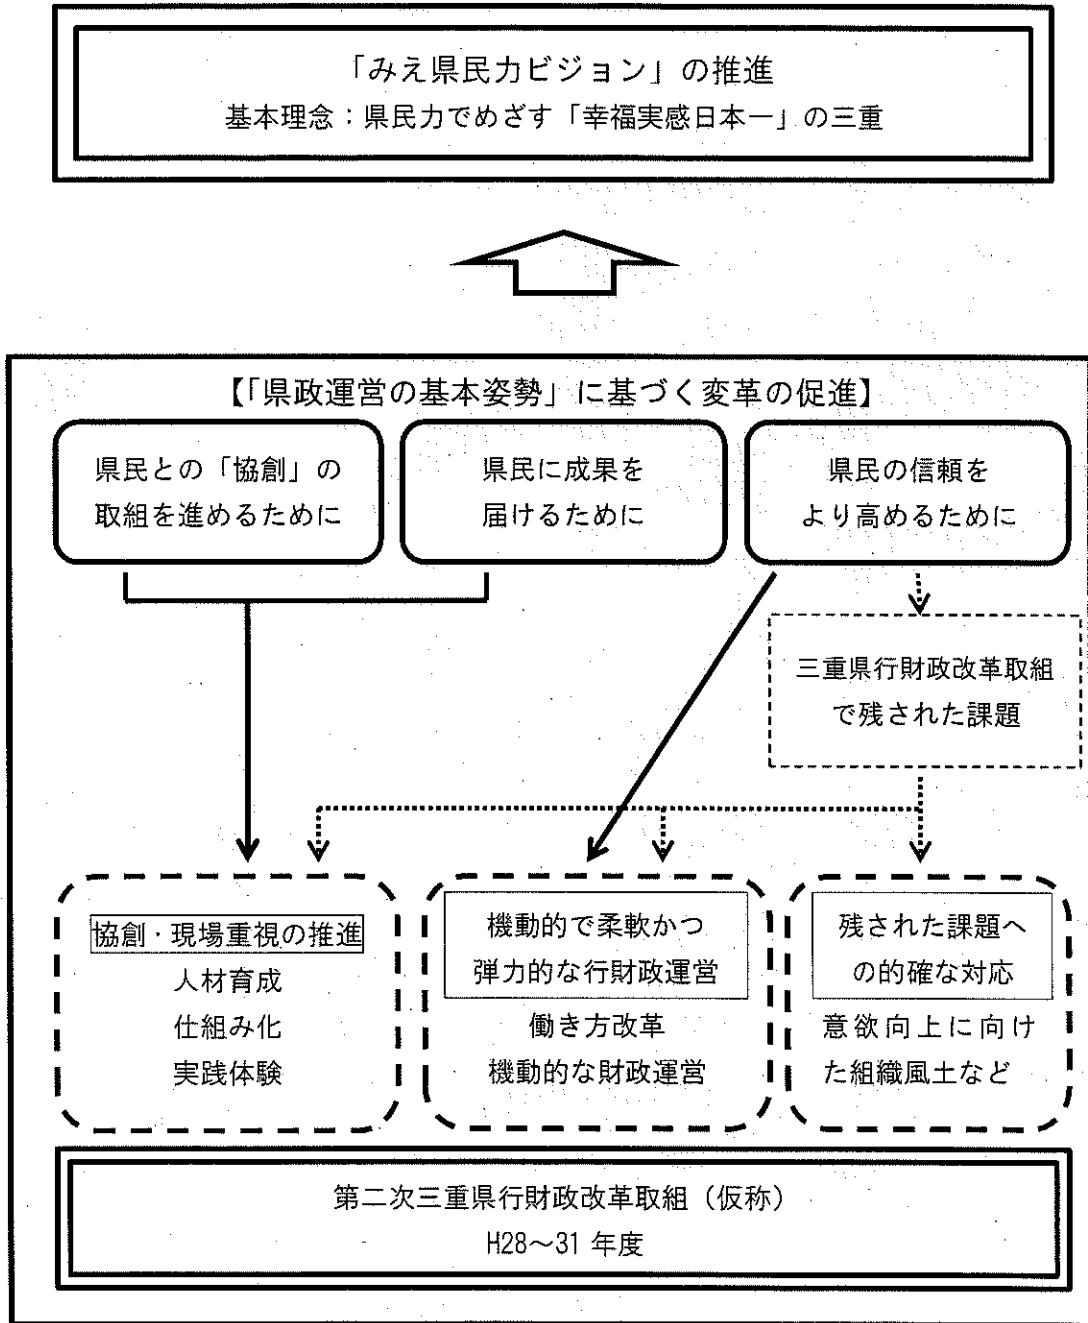 「みえ県民力ビジョン」の推進
基本理念：県民力でめざす「幸福実感日本一」の三重
【「県政運営の基本姿勢」に基づく変革の促進】
県民との「協創」の
取組を進めるために
県民に成果を
届けるために
県民の信頼を
より高めるために
三重県行財政改革取組
で残された課題
協創・現場重視の推進
人材育成
仕組み化
実践体験
機動的で柔軟かつ
弾力的な行財政運営
働き方改革
機動的な財政運営
残された課題へ
の的確な対応
意欲向上に向け
た組織風土など
第二次三重県行財政改革取組（仮称）
H28～31 年度